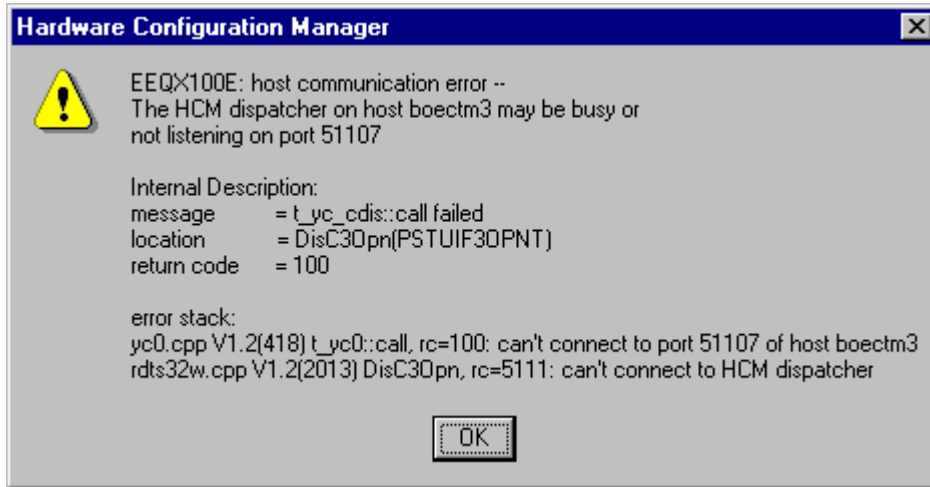 Hardware Configuration Manager
EEQX100E: host communication error --
The HCM dispatcher on host boectm3 may be busy or
not listening on port 51107
Internal Description:
message = t_yc_cdis::call failed
location = DisC3Opn(PSTUIF3OPNT)
return code = 100
error stack:
yc0.cpp V1.2(418) t_yc0::call, rc=100: can't connect to port 51107 of host boectm3
rdts32w.cpp V1.2(2013) DisC3Opn, rc=5111: can't connect to HCM dispatcher
OK